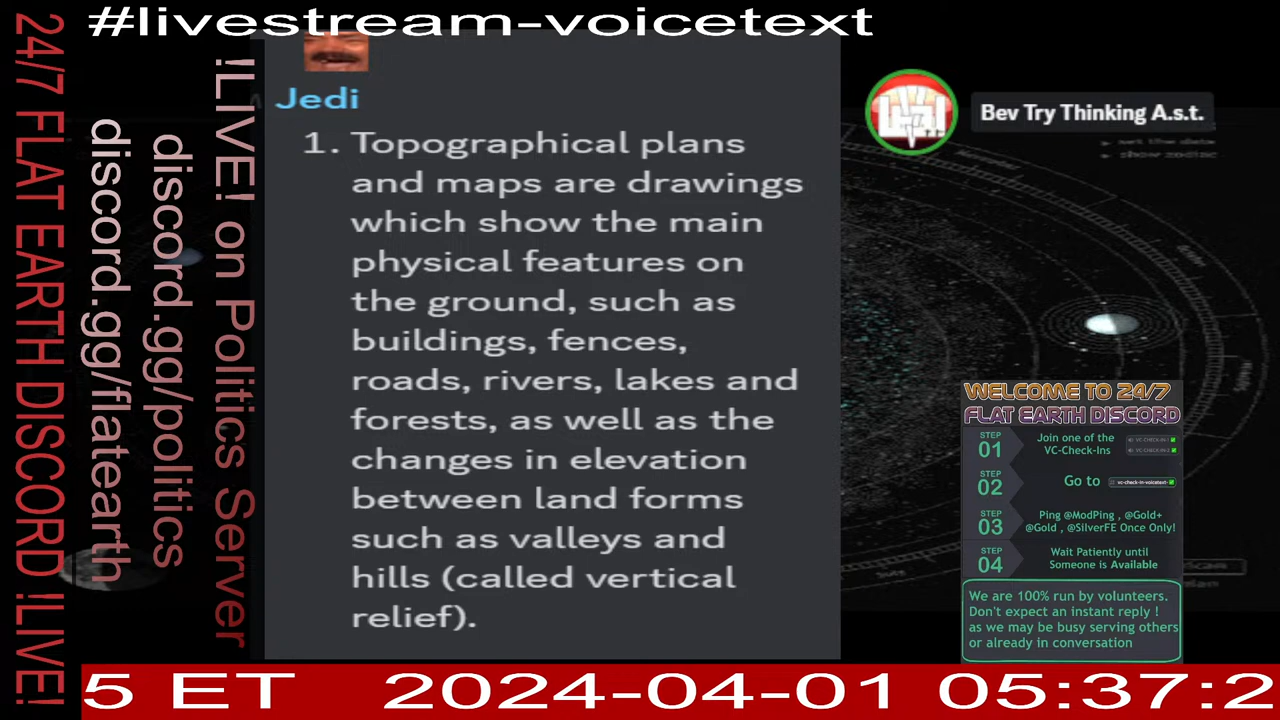 #livestream-voicetext
24/7 FLAT EARTH DISCORD !LIVE!
discord.gg/flatearth
discord.gg/politics
!LIVE! on Politics Server
Jedi
1. Topographical plans
and maps are drawings
which show the main
physical features on
the ground, such as
buildings, fences,
roads, rivers, lakes and
forests, as well as the
changes in elevation
between land forms
such as valleys and
hills (called vertical
relief).
Bev Try Thinking A.s.t.
show zodiac
WELCOME TO 24/7
FLAT EARTH DISCORD
STEP
01
Join one of the
VC-Check-Ins
STEP
02
Go to
vc-check-in-voicetext
STEP
03
Ping @ModPing , @Gold+
@Gold , @SilverFE Once Only!
STEP
04
Wait Patiently until
Someone is Available
We are 100% run by volunteers.
Don't expect an instant reply !
as we may be busy serving others
or already in conversation
5 ET 2024-04-01 05:37:2